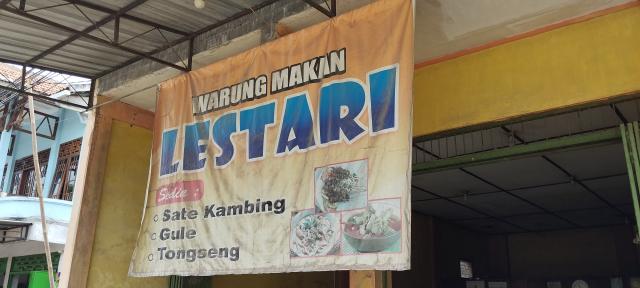 WARUNG MAKAN
LESTARI
Sedia :
Sate Kambing
Gule
Tongseng